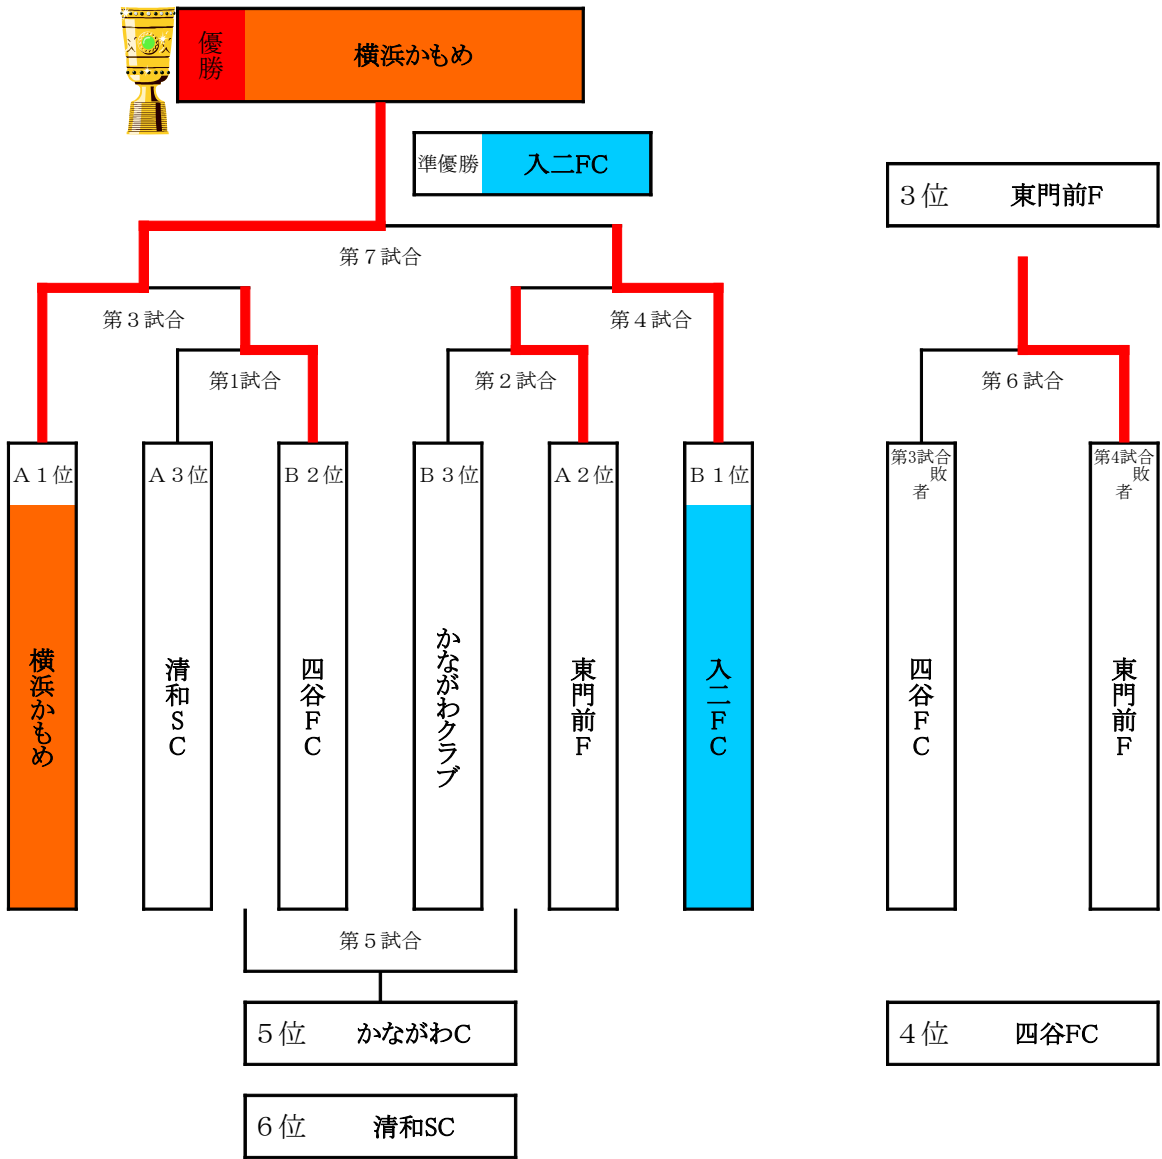 優勝 横浜かもめ
準優勝 入二FC
３位 東門前F
第７試合
第３試合 第４試合
第1試合 第２試合 第６試合
A１位 A３位 B２位 B３位 A２位 B１位
第3試合敗者 第4試合敗者
横浜かもめ
清和SC
四谷FC
かながわクラブ
東門前F
入二FC
四谷FC
東門前F
第５試合
５位 かながわC
４位 四谷FC
６位 清和SC